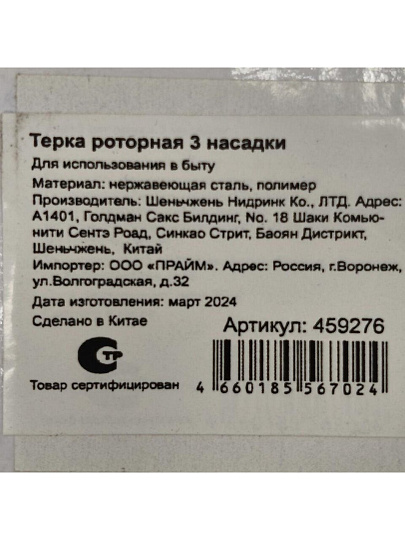 Терка роторная 3 насадки
Для использования в быту
Материал: нержавеющая сталь, полимер
Производитель: Шеньчжень Нидринк Ко., ЛТД. Адрес:
А1401, Голдман Сакс Билдинг, No. 18 Шаки Комью-
нити Сентэ Роад, Синкао Стрит, Баоян Дистрикт,
Шеньчжень, Китай
Импортер: ООО «ПРАЙМ». Адрес: Россия, г.Воронеж,
ул.Волгоградская, д.32
Дата изготовления: март 2024
Сделано в Китае
Артикул: 459276
СТР
Товар сертифицирован
4 660185 567024